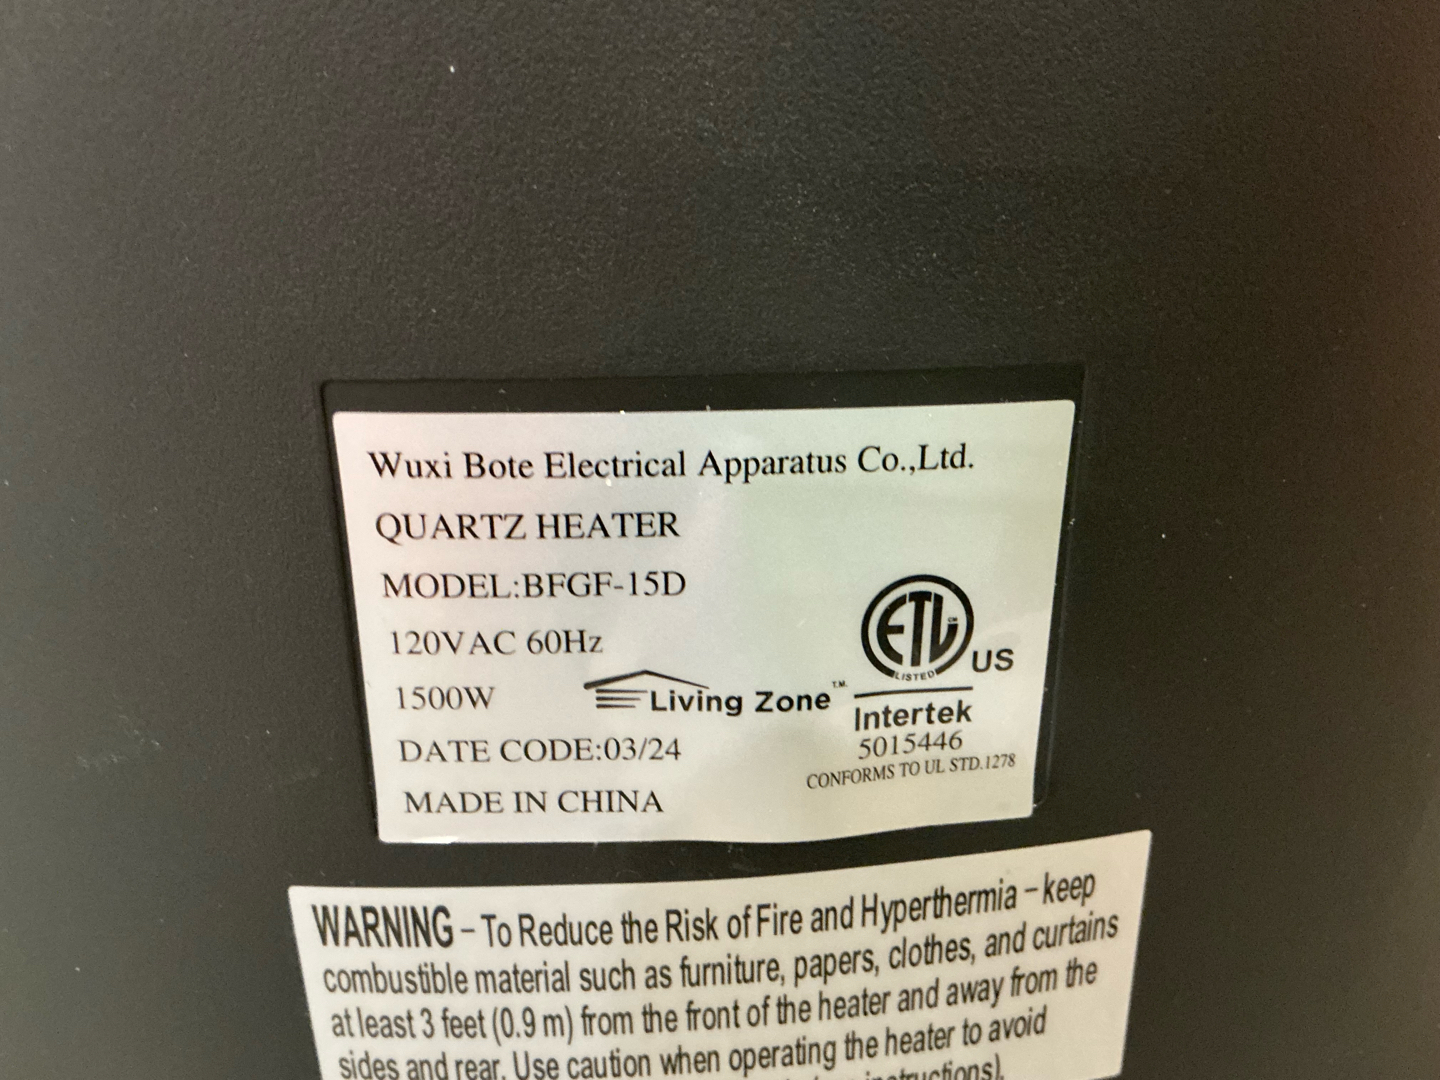 Wuxi Bote Electrical Apparatus Co.,Ltd.
QUARTZ HEATER
MODEL:BFGF-15D
120VAC 60Hz
1500W
Living Zone™
DATE CODE:03/24
MADE IN CHINA
ETL CM
LISTED
US
Intertek
5015446
CONFORMS TO UL STD.1278
WARNING – To Reduce the Risk of Fire and Hyperthermia – keep
combustible material such as furniture, papers, clothes, and curtains
at least 3 feet (0.9 m) from the front of the heater and away from the
sides and rear. Use caution when operating the heater to avoid
instructions).